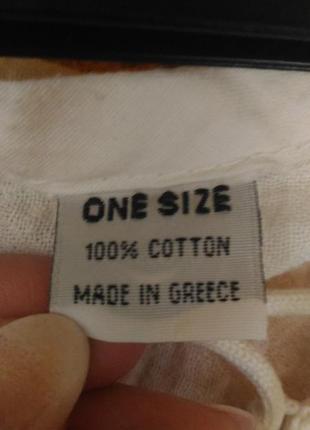 ONE SIZE
100% COTTON
MADE IN GREECE